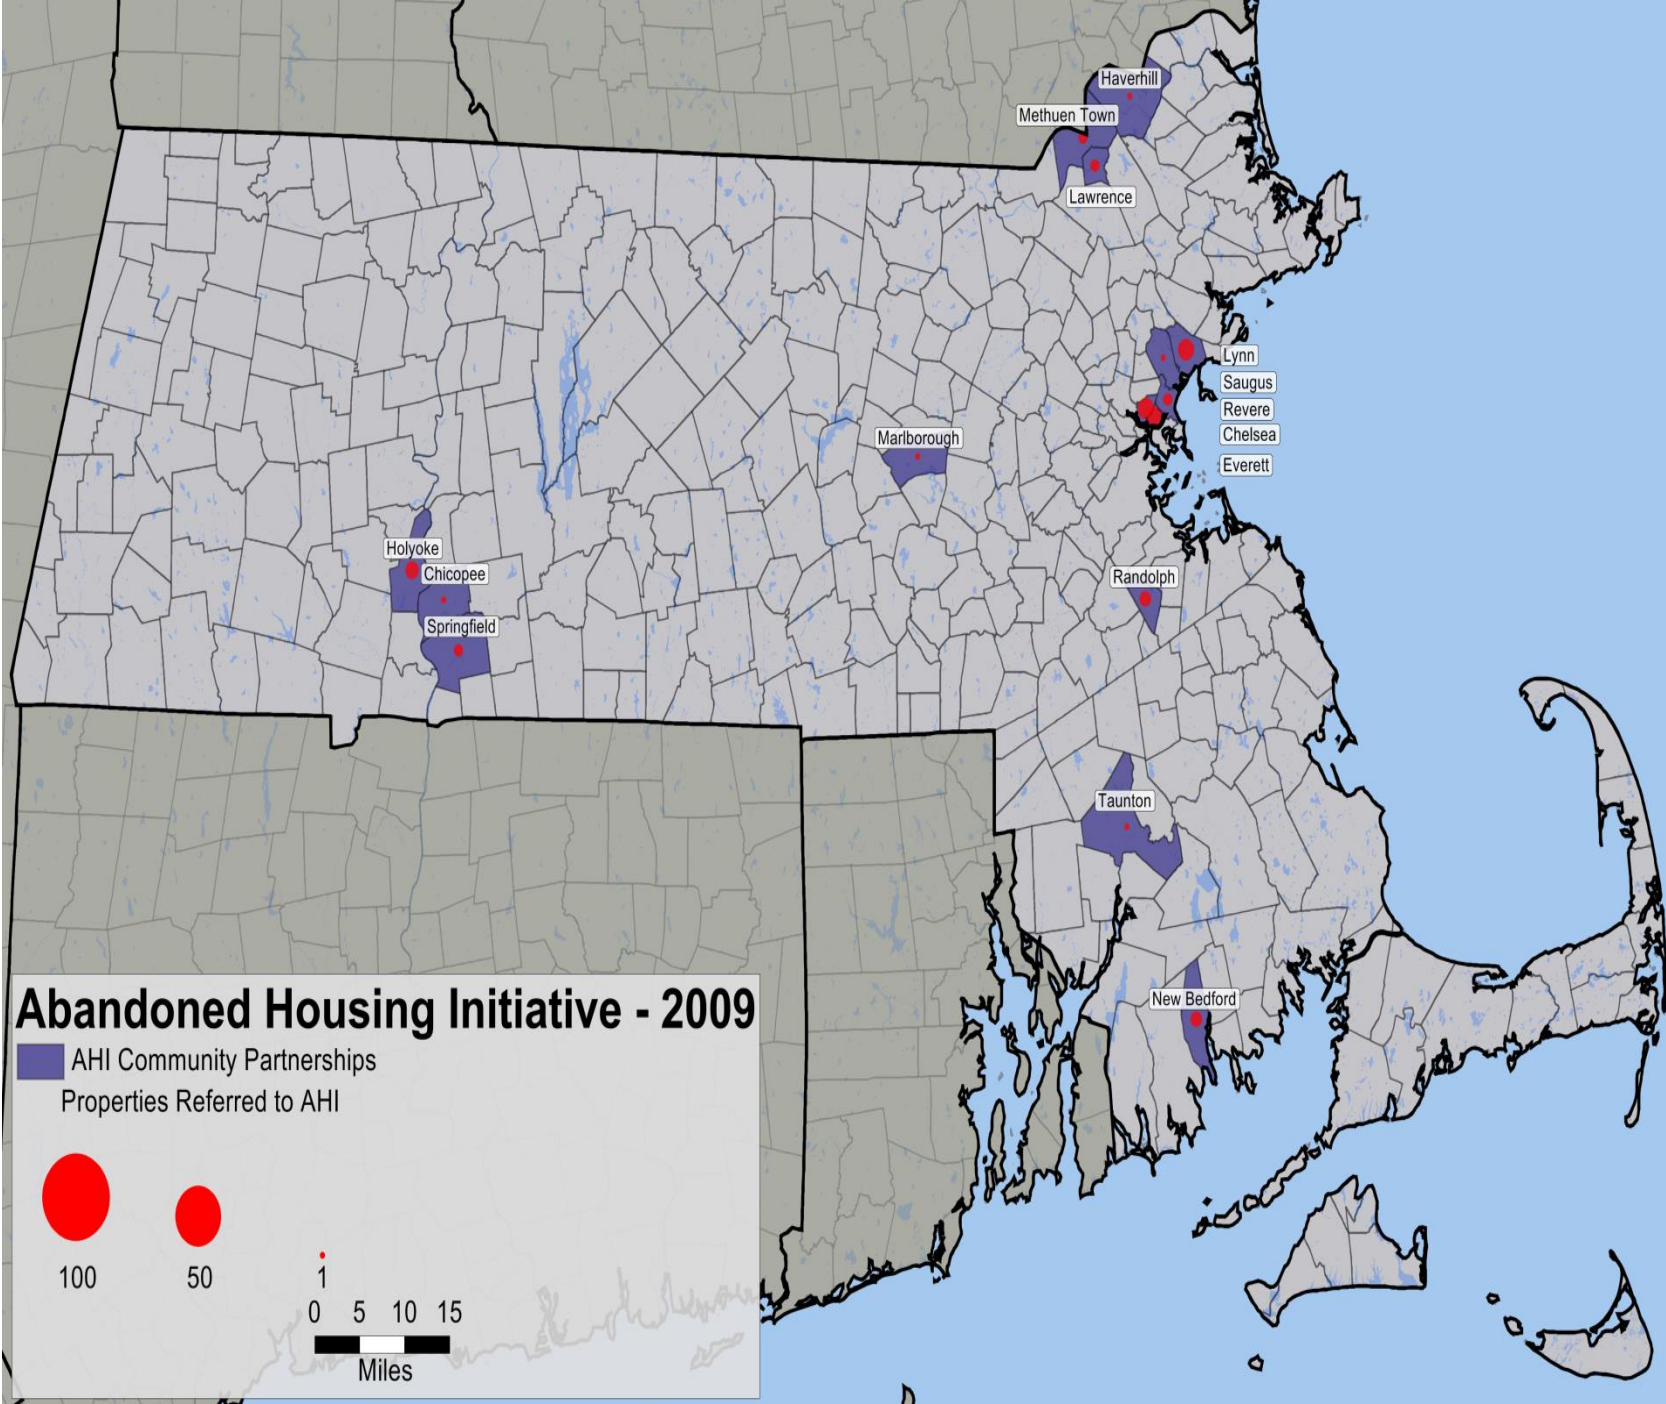 Haverhill
Methuen Town
Lawrence
Lynn
Saugus
Revere
Chelsea
Everett
Marlborough
Holyoke
Chicopee
Springfield
Randolph
Taunton
New Bedford
Abandoned Housing Initiative - 2009
AHI Community Partnerships
Properties Referred to AHI
100 50 1
0 5 10 15
Miles